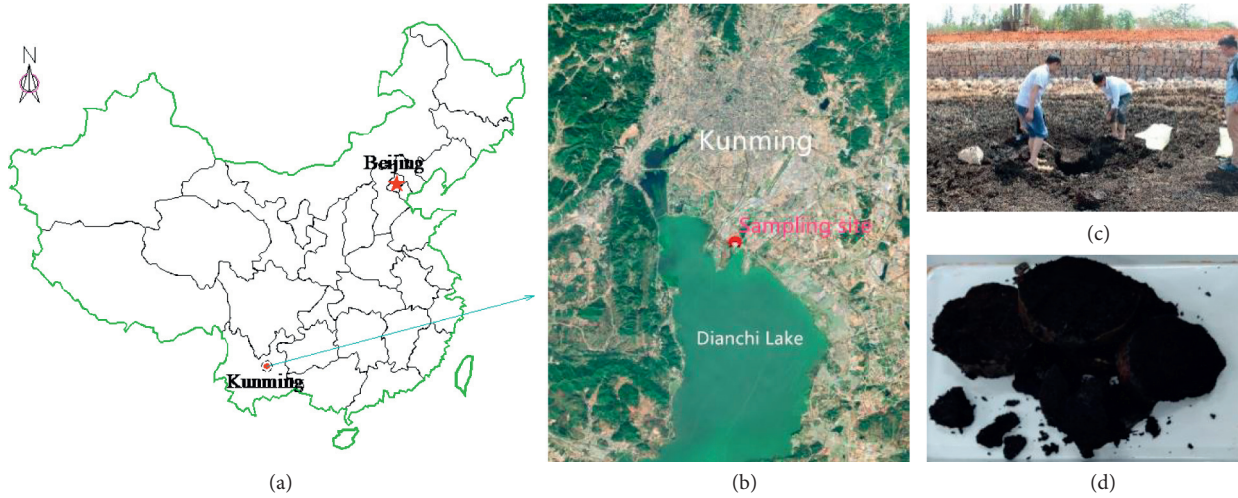 N
Beijing
Kunming
(a)
Kunming
Sampling site
Dianchi Lake
(b)
(c)
(d)